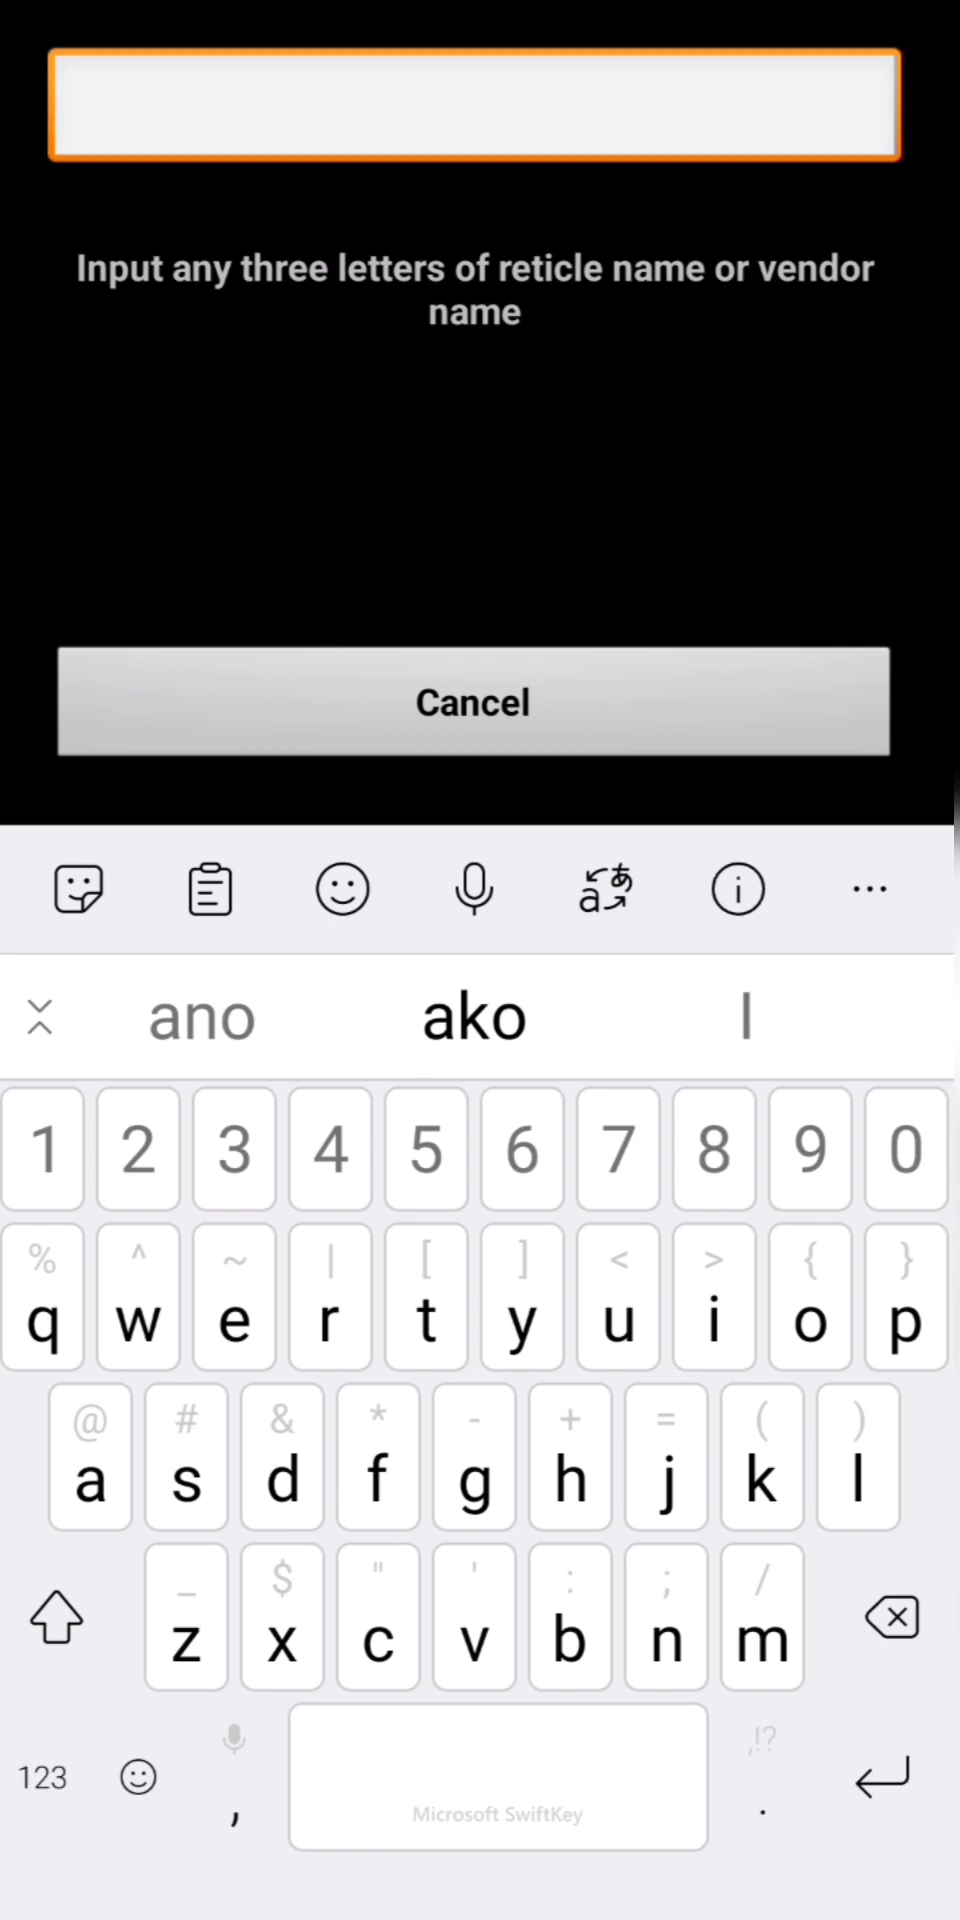 Input any three letters of reticle name or vendor
name
Cancel
a あ i ...
ano ako I
1 2 3 4 5 6 7 8 9 0
% ^ ~ | [ ] < > { }
q w e r t y u i o p
@ # & * - + = ( )
a s d f g h j k l
_ $ " ' : ; /
z x c v b n m
,!?
123 , .
Microsoft SwiftKey